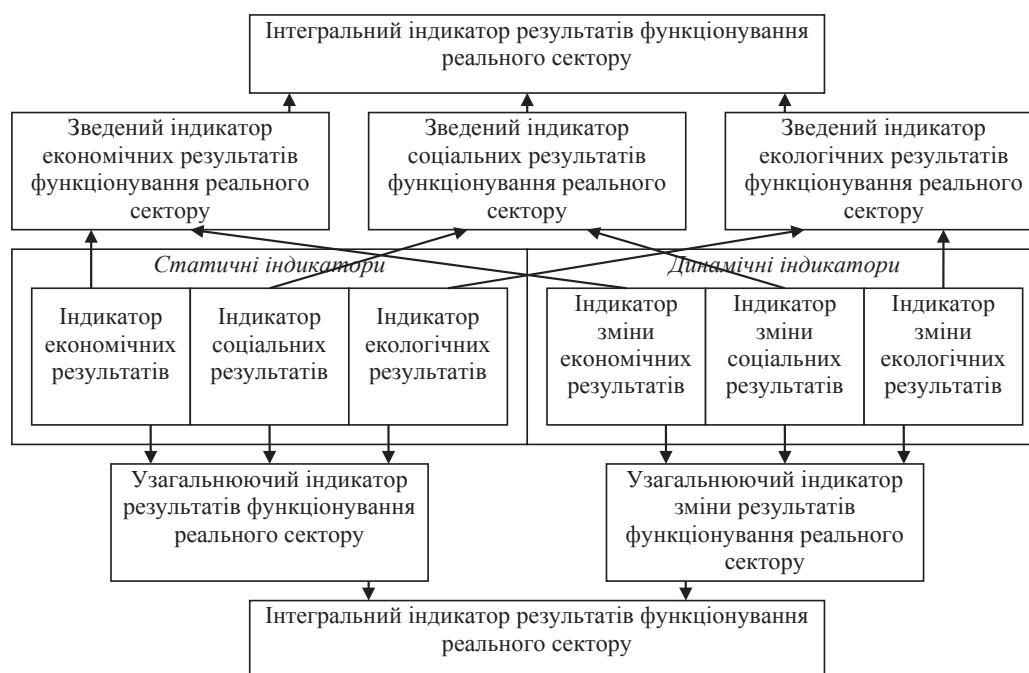 Інтегральний індикатор результатів функціонування
реального сектору
Зведений індикатор
економічних результатів
функціонування реального
сектору
Зведений індикатор
соціальних результатів
функціонування реального
сектору
Зведений індикатор
екологічних результатів
функціонування реального
сектору
Статичні індикатори
Динамічні індикатори
Індикатор
економічних
результатів
Індикатор
соціальних
результатів
Індикатор
екологічних
результатів
Індикатор
зміни
економічних
результатів
Індикатор
зміни
соціальних
результатів
Індикатор
зміни
екологічних
результатів
Узагальнюючий індикатор
результатів функціонування
реального сектору
Узагальнюючий індикатор
зміни результатів
функціонування реального
сектору
Інтегральний індикатор результатів функціонування
реального сектору